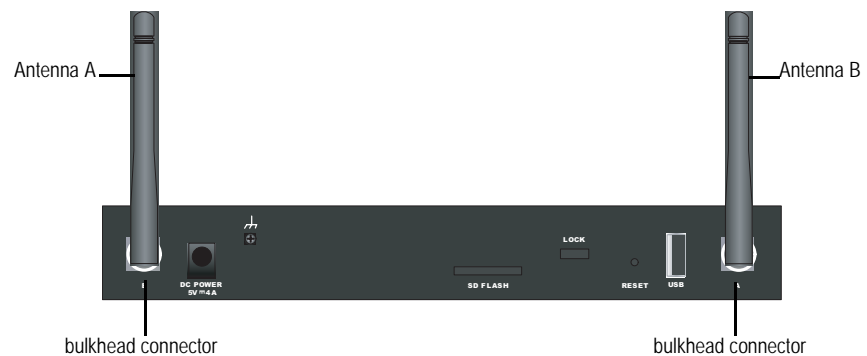 Antenna A
Antenna B
LOCK
DC POWER
5V⎓4A
SD FLASH
RESET
USB
B
A
bulkhead connector
bulkhead connector